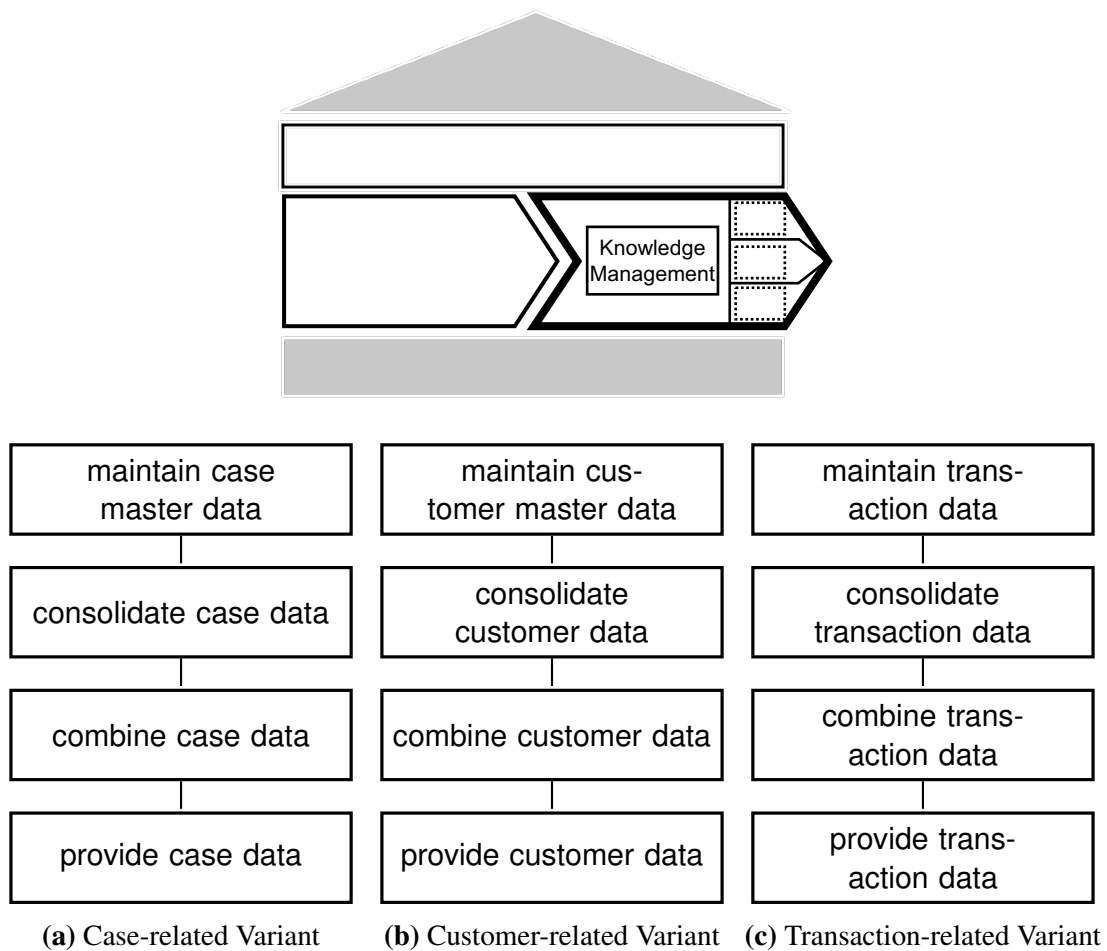 Knowledge
Management
maintain case
master data
consolidate case data
combine case data
provide case data
(a) Case-related Variant
maintain cus-
tomer master data
consolidate
customer data
combine customer data
provide customer data
(b) Customer-related Variant
maintain trans-
action data
consolidate
transaction data
combine trans-
action data
provide trans-
action data
(c) Transaction-related Variant